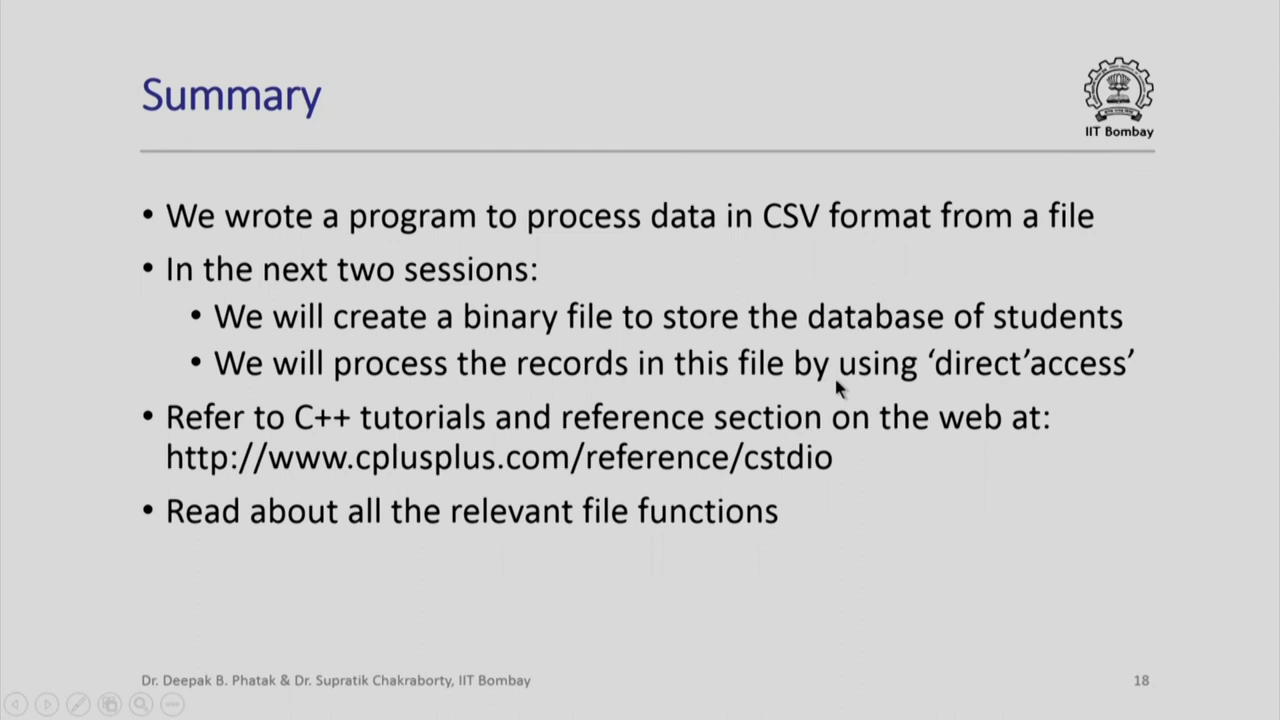 Summary
IIT Bombay
• We wrote a program to process data in CSV format from a file
• In the next two sessions:
• We will create a binary file to store the database of students
• We will process the records in this file by using ‘direct’access’
• Refer to C++ tutorials and reference section on the web at:
http://www.cplusplus.com/reference/cstdio
• Read about all the relevant file functions
Dr. Deepak B. Phatak & Dr. Supratik Chakraborty, IIT Bombay
18